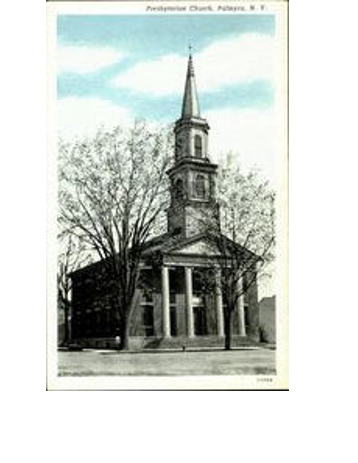 Presbyterian Church, Palmyra, N. Y.